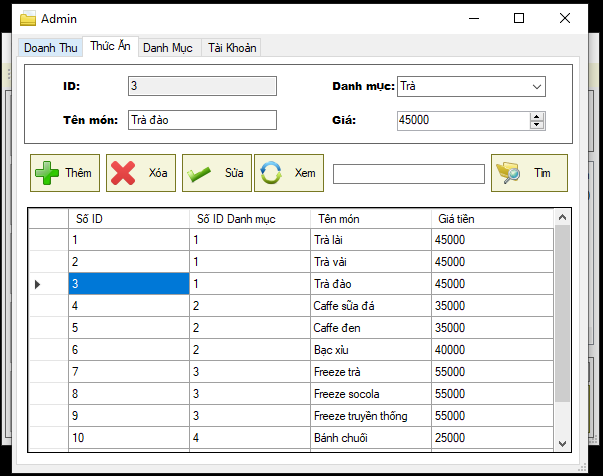 Admin
Doanh Thu Thức Ăn Danh Mục Tài Khoản
ID: 3 Danh mục: Trà
Tên món: Trà đào Giá: 45000
Thêm Xóa Sửa Xem Tìm
Số ID Số ID Danh mục Tên món Giá tiền
1 1 Trà lài 45000
2 1 Trà vải 45000
3 1 Trà đào 45000
4 2 Caffe sữa đá 35000
5 2 Caffe đen 35000
6 2 Bạc xỉu 40000
7 3 Freeze trà 55000
8 3 Freeze socola 55000
9 3 Freeze truyền thống 55000
10 4 Bánh chuối 25000